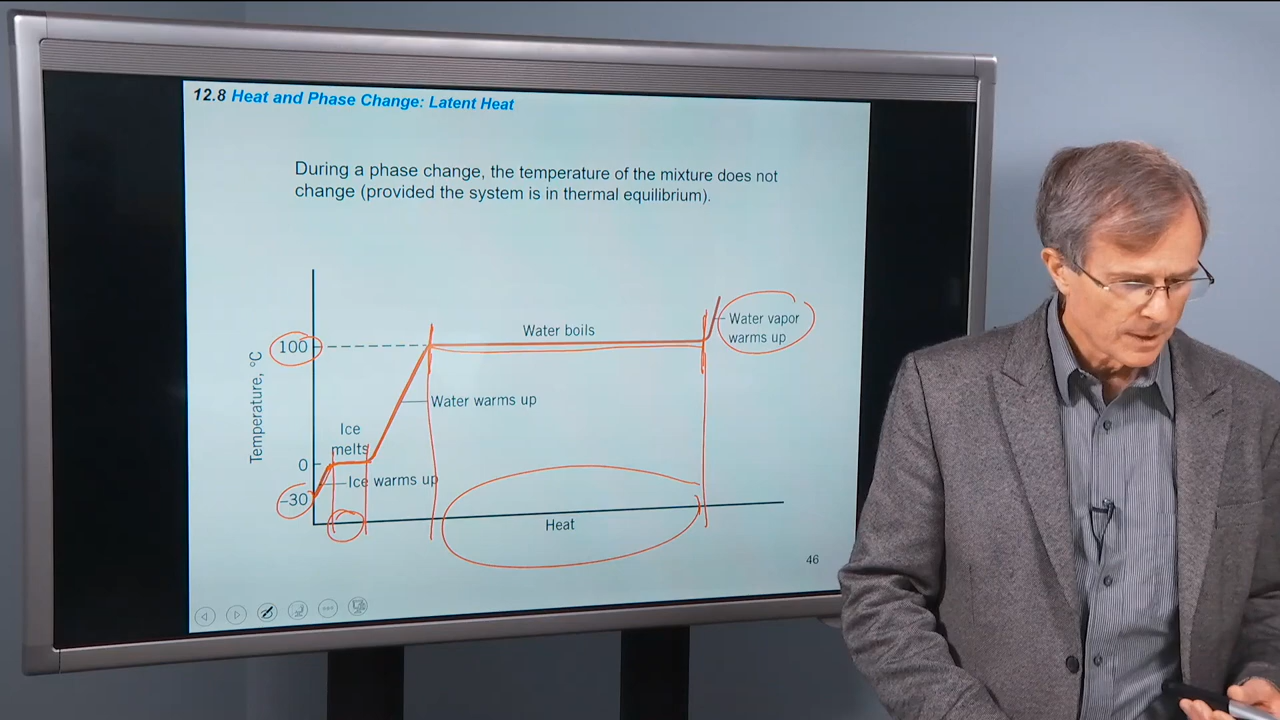 12.8 Heat and Phase Change: Latent Heat
During a phase change, the temperature of the mixture does not
change (provided the system is in thermal equilibrium).
Temperature, °C
100
0
–30
Water boils
Water vapor
warms up
Water warms up
Ice
melts
Ice warms up
Heat
46